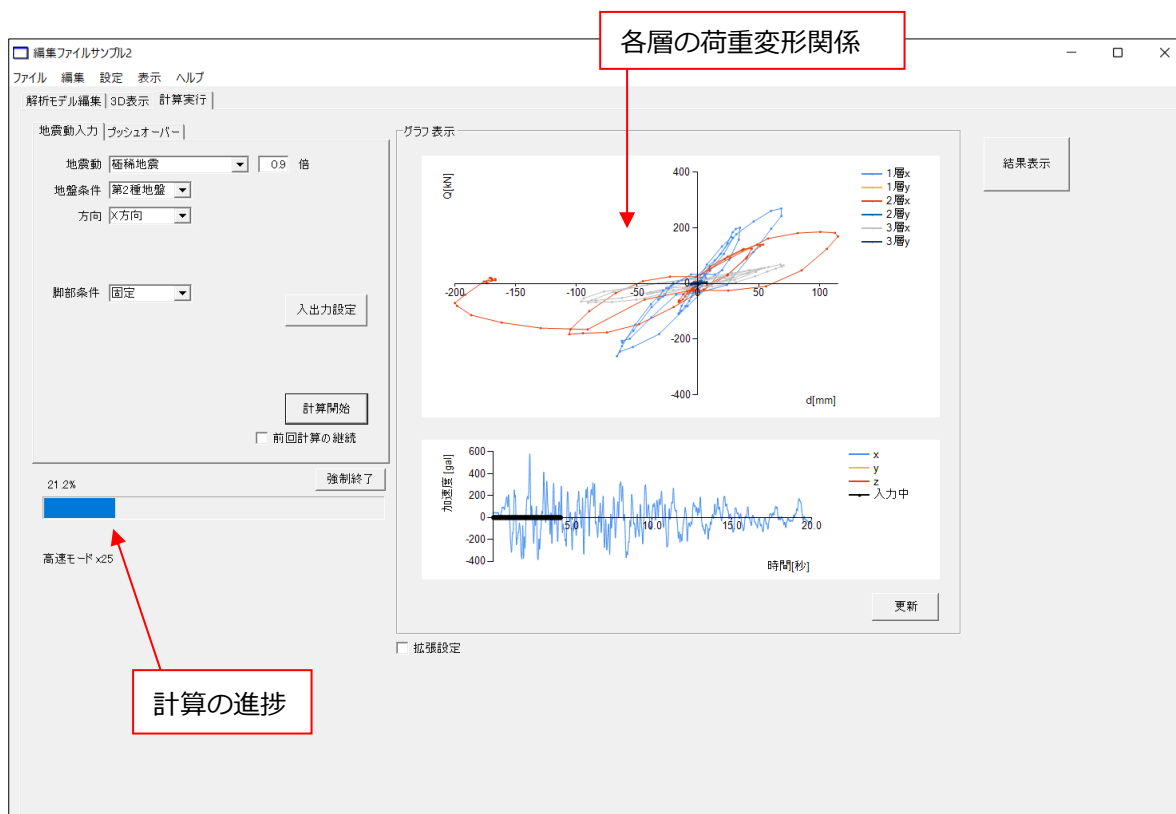 各層の荷重変形関係
編集ファイルサンプル2
ファイル 編集 設定 表示 ヘルプ
解析モデル編集 3D表示 計算実行
地震動入力 プッシュオーバー
地震動 極稀地震 0.9 倍
地盤条件 第2種地盤
方向 X方向
脚部条件 固定
入出力設定
計算開始
前回計算の継続
強制終了
21.2%
高速モード x25
計算の進捗
グラフ表示
Q[kN]
400
200
0
-200
-400
-200 -150 -100 -50 0 50 100
d[mm]
1層x
1層y
2層x
2層y
3層x
3層y
加速度 [gal]
600
400
200
0
-200
-400
5.0 10.0 15.0 20.0
時間[秒]
x
y
z
入力中
更新
拡張設定
結果表示